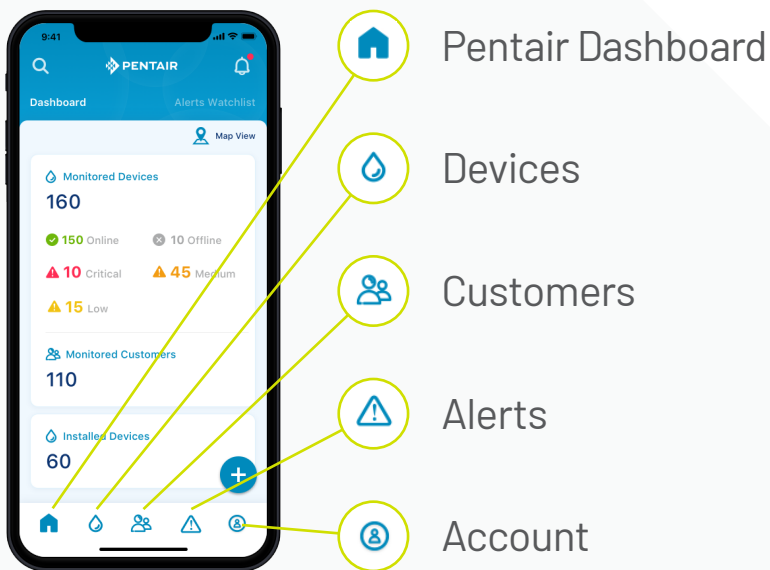 9:41
PENTAIR
Dashboard Alerts Watchlist
Map View
Monitored Devices
160
150 Online 10 Offline
10 Critical 45 Medium
15 Low
Monitored Customers
110
Installed Devices
60
+
Pentair Dashboard
Devices
Customers
Alerts
Account